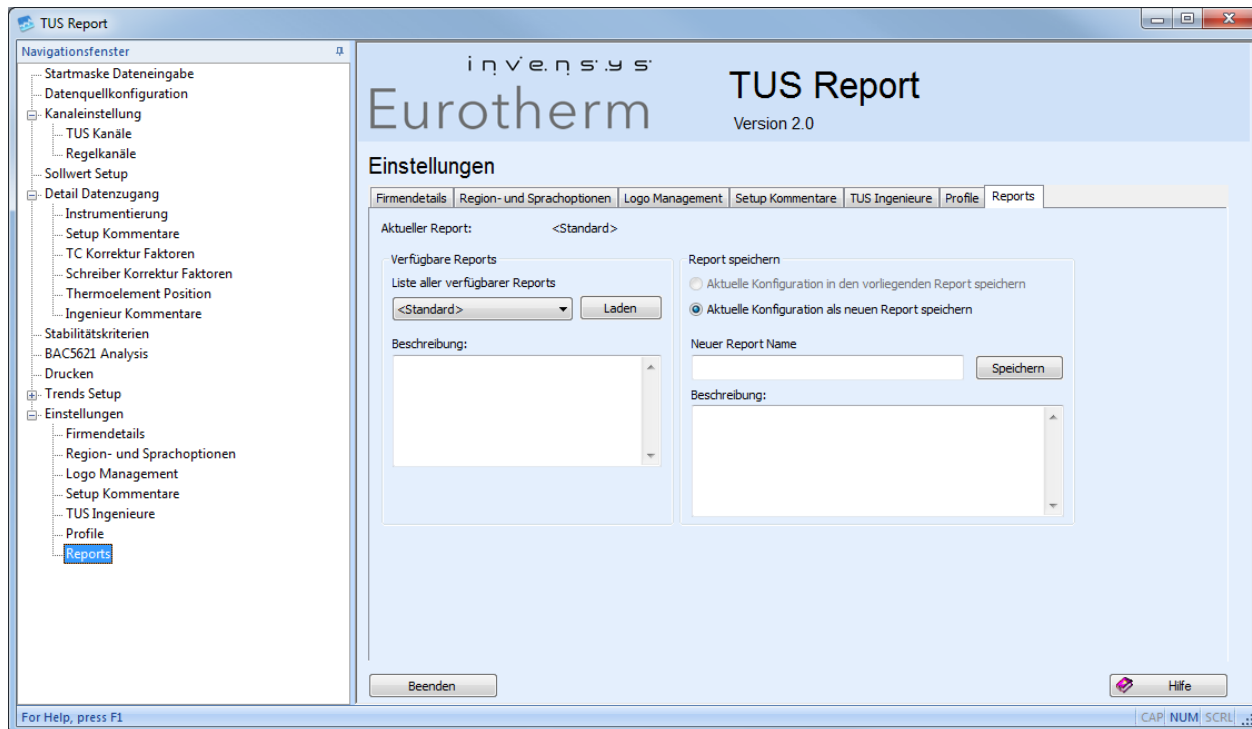 TUS Report
Navigationsfenster
Startmaske Dateneingabe
Datenquellkonfiguration
Kanaleinstellung
TUS Kanäle
Regelkanäle
Sollwert Setup
Detail Datenzugang
Instrumentierung
Setup Kommentare
TC Korrektur Faktoren
Schreiber Korrektur Faktoren
Thermoelement Position
Ingenieur Kommentare
Stabilitätskriterien
BAC5621 Analysis
Drucken
Trends Setup
Einstellungen
Firmendetails
Region- und Sprachoptionen
Logo Management
Setup Kommentare
TUS Ingenieure
Profile
Reports
invensys
Eurotherm
TUS Report
Version 2.0
Einstellungen
Firmendetails Region- und Sprachoptionen Logo Management Setup Kommentare TUS Ingenieure Profile Reports
Aktueller Report: <Standard>
Verfügbare Reports
Liste aller verfügbarer Reports
<Standard> Laden
Beschreibung:
Report speichern
Aktuelle Konfiguration in den vorliegenden Report speichern
Aktuelle Konfiguration als neuen Report speichern
Neuer Report Name
Speichern
Beschreibung:
Beenden
Hilfe
For Help, press F1
CAP NUM SCRL